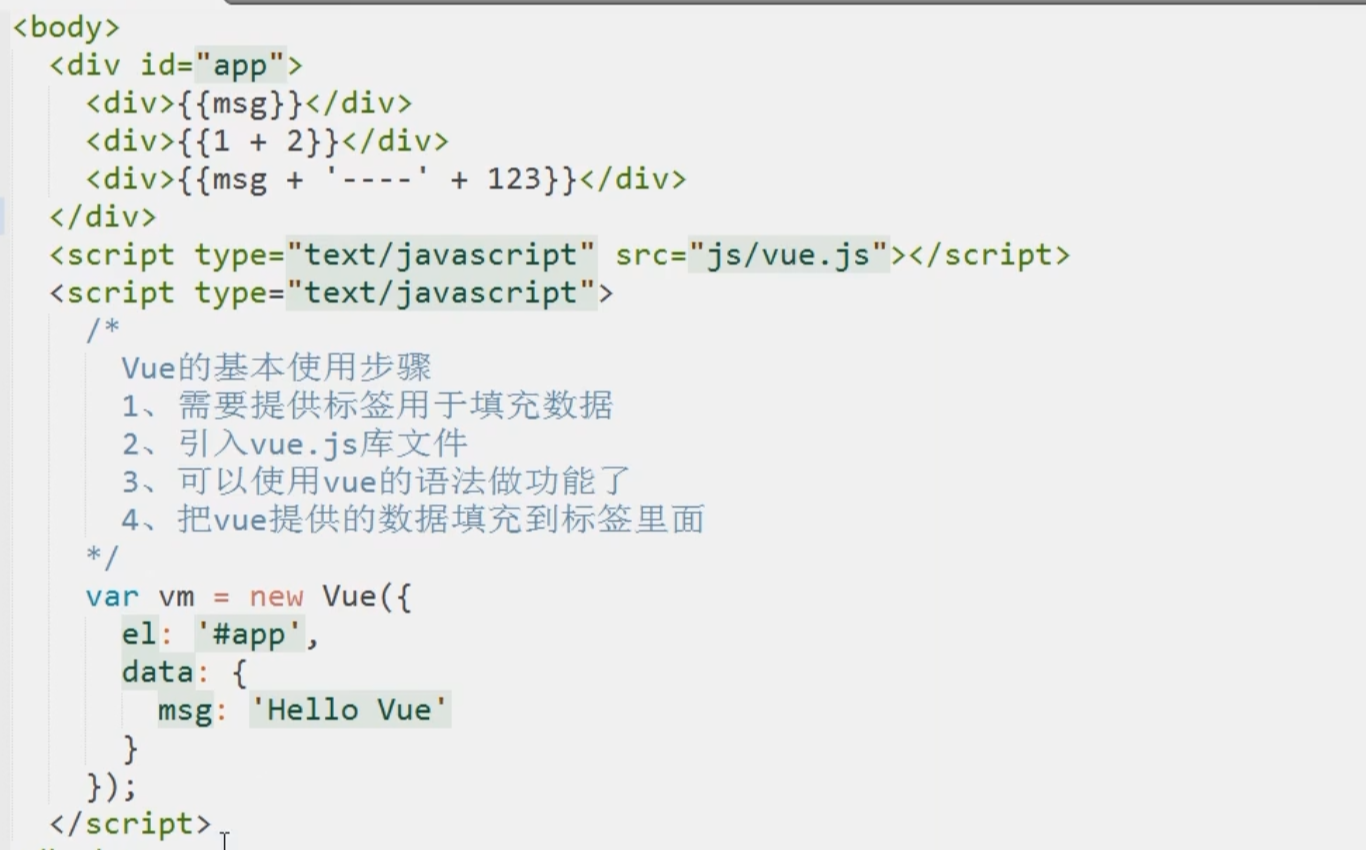 <body>
<div id="app">
<div>{{msg}}</div>
<div>{{1 + 2}}</div>
<div>{{msg + '----' + 123}}</div>
</div>
<script type="text/javascript" src="js/vue.js"></script>
<script type="text/javascript">
/*
Vue的基本使用步骤
1、需要提供标签用于填充数据
2、引入vue.js库文件
3、可以使用vue的语法做功能了
4、把vue提供的数据填充到标签里面
*/
var vm = new Vue({
el: '#app',
data: {
msg: 'Hello Vue'
}
});
</script>